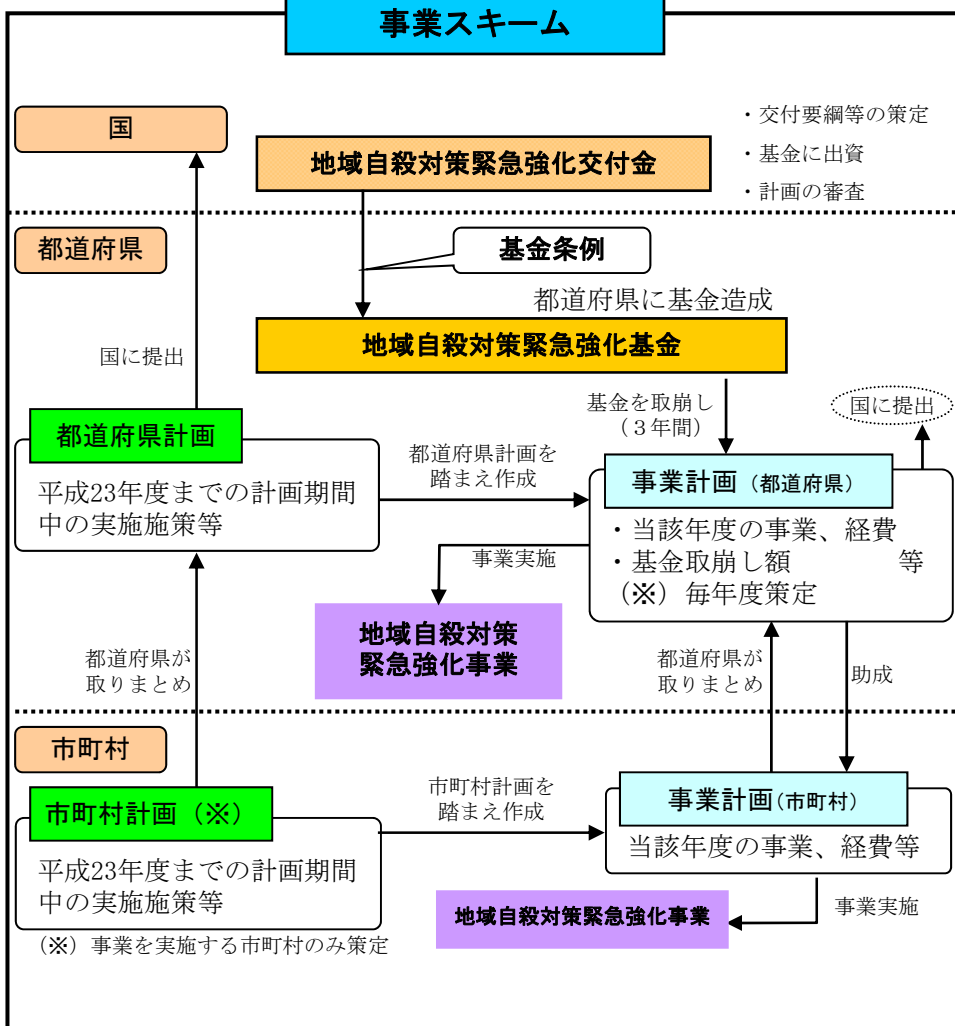 事業スキーム
国
・交付要綱等の策定
・基金に出資
・計画の審査
地域自殺対策緊急強化交付金
都道府県
基金条例
都道府県に基金造成
地域自殺対策緊急強化基金
国に提出
基金を取崩し
（３年間）
国に提出
都道府県計画
平成23年度までの計画期間
中の実施施策等
都道府県計画を
踏まえ作成
事業計画（都道府県）
・当該年度の事業、経費
・基金取崩し額　　　　　等
（※）毎年度策定
事業実施
地域自殺対策
緊急強化事業
都道府県が
取りまとめ
都道府県が
取りまとめ
助成
市町村
市町村計画（※）
平成23年度までの計画期間
中の実施施策等
（※）事業を実施する市町村のみ策定
市町村計画を
踏まえ作成
事業計画(市町村)
当該年度の事業、経費等
事業実施
地域自殺対策緊急強化事業